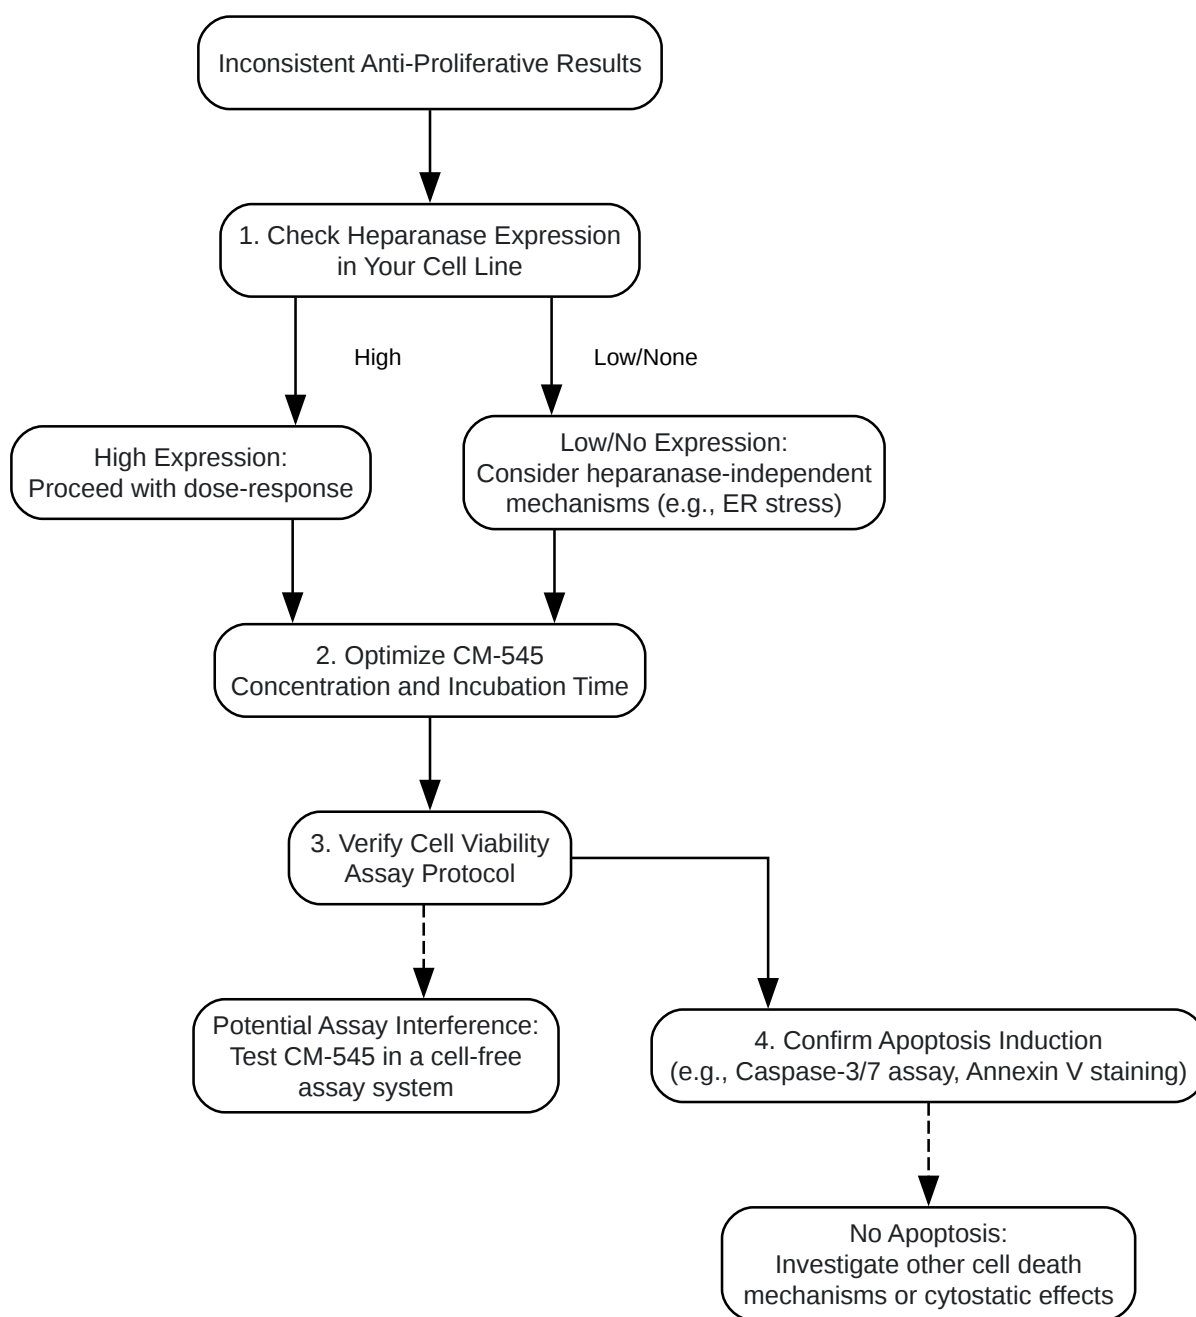 Inconsistent Anti-Proliferative Results
1. Check Heparanase Expression
in Your Cell Line
High
Low/None
High Expression:
Proceed with dose-response
Low/No Expression:
Consider heparanase-independent
mechanisms (e.g., ER stress)
2. Optimize CM-545
Concentration and Incubation Time
3. Verify Cell Viability
Assay Protocol
Potential Assay Interference:
Test CM-545 in a cell-free
assay system
4. Confirm Apoptosis Induction
(e.g., Caspase-3/7 assay, Annexin V staining)
No Apoptosis:
Investigate other cell death
mechanisms or cytostatic effects